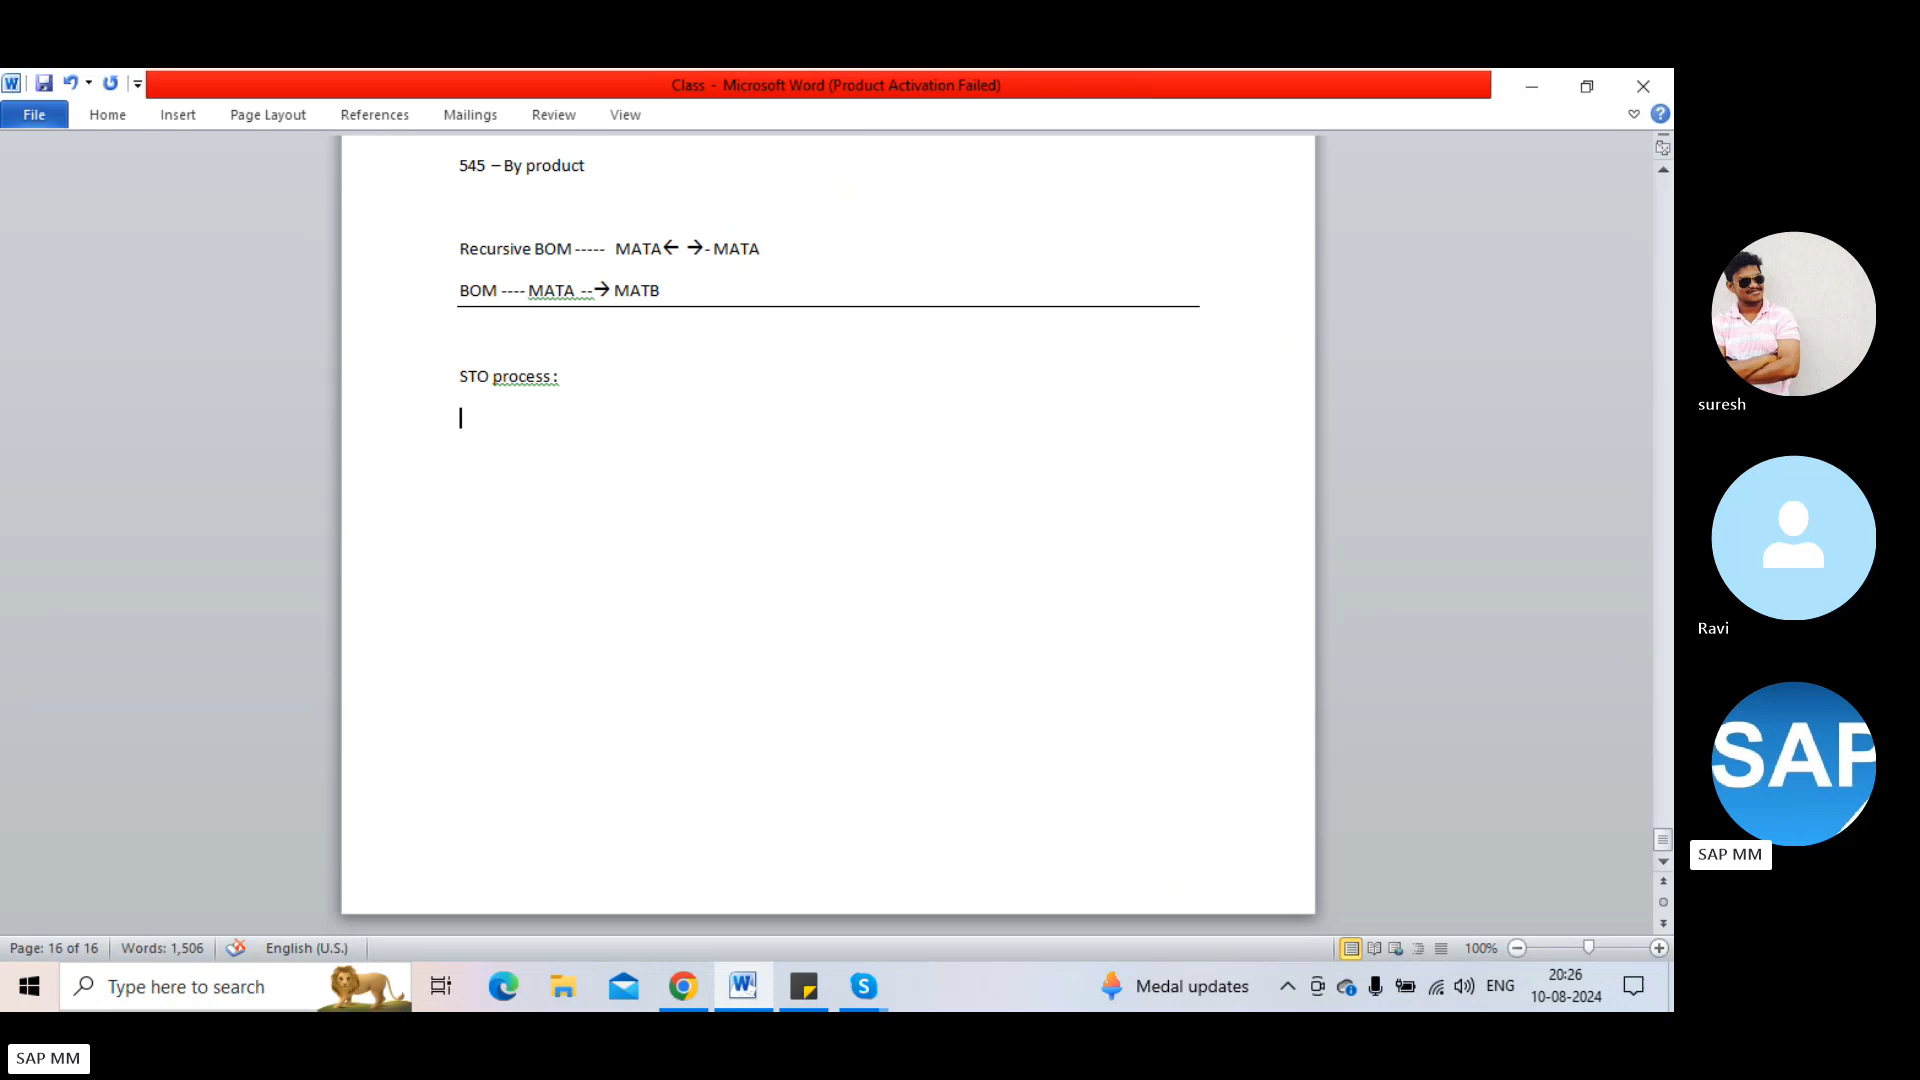 Class - Microsoft Word (Product Activation Failed)
File Home Insert Page Layout References Mailings Review View
545 – By product
Recursive BOM ----- MATA← →- MATA
BOM ---- MATA --→ MATB
STO process :
suresh
Ravi
SAP
SAP MM
Page: 16 of 16 Words: 1,506 English (U.S.) 100%
Type here to search Medal updates ENG 20:26
10-08-2024
SAP MM